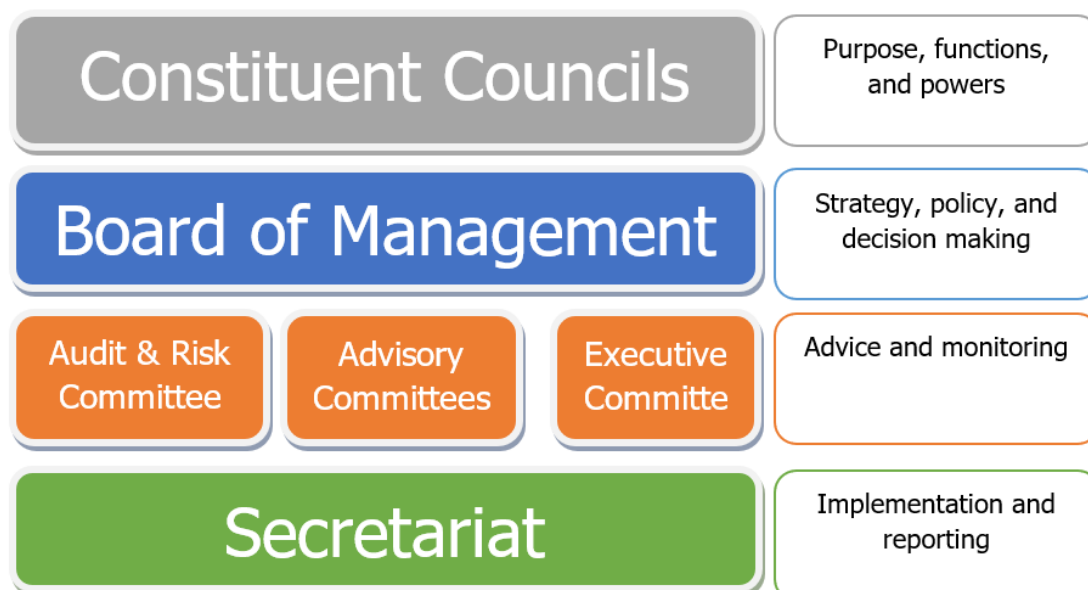 Constituent Councils
Purpose, functions,
and powers
Board of Management
Strategy, policy, and
decision making
Audit & Risk
Committee
Advisory
Committees
Executive
Committe
Advice and monitoring
Secretariat
Implementation and
reporting